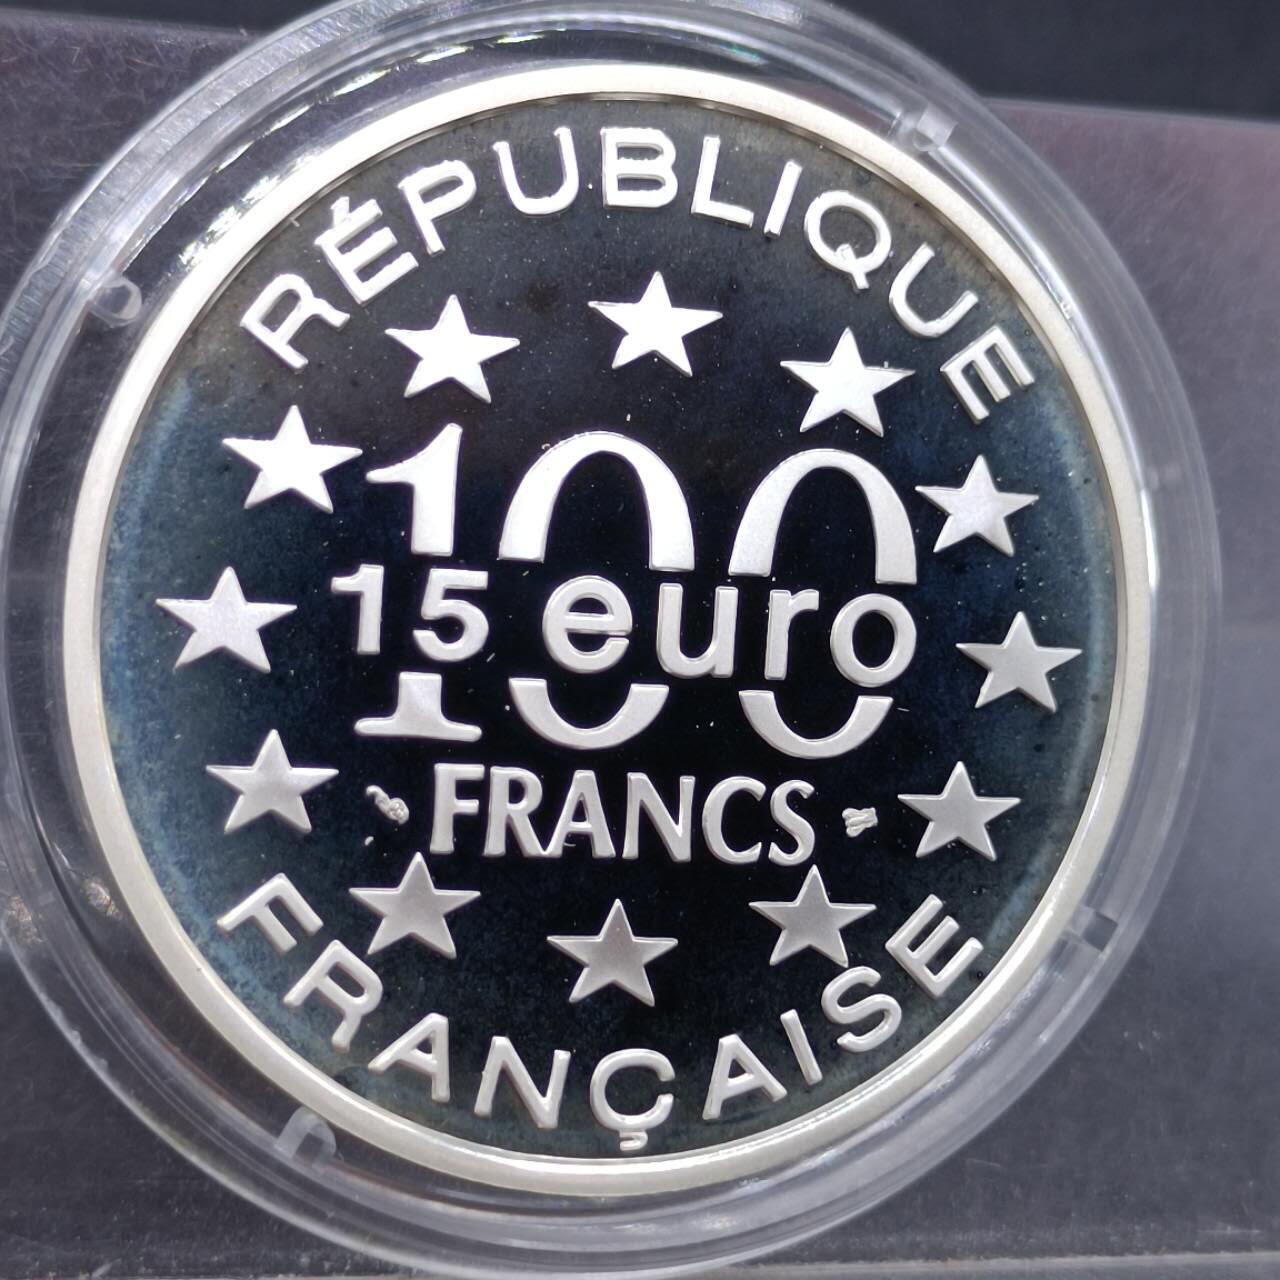 RÉPUBLIQUE
100
15 euro
FRANCS
FRANÇAISE